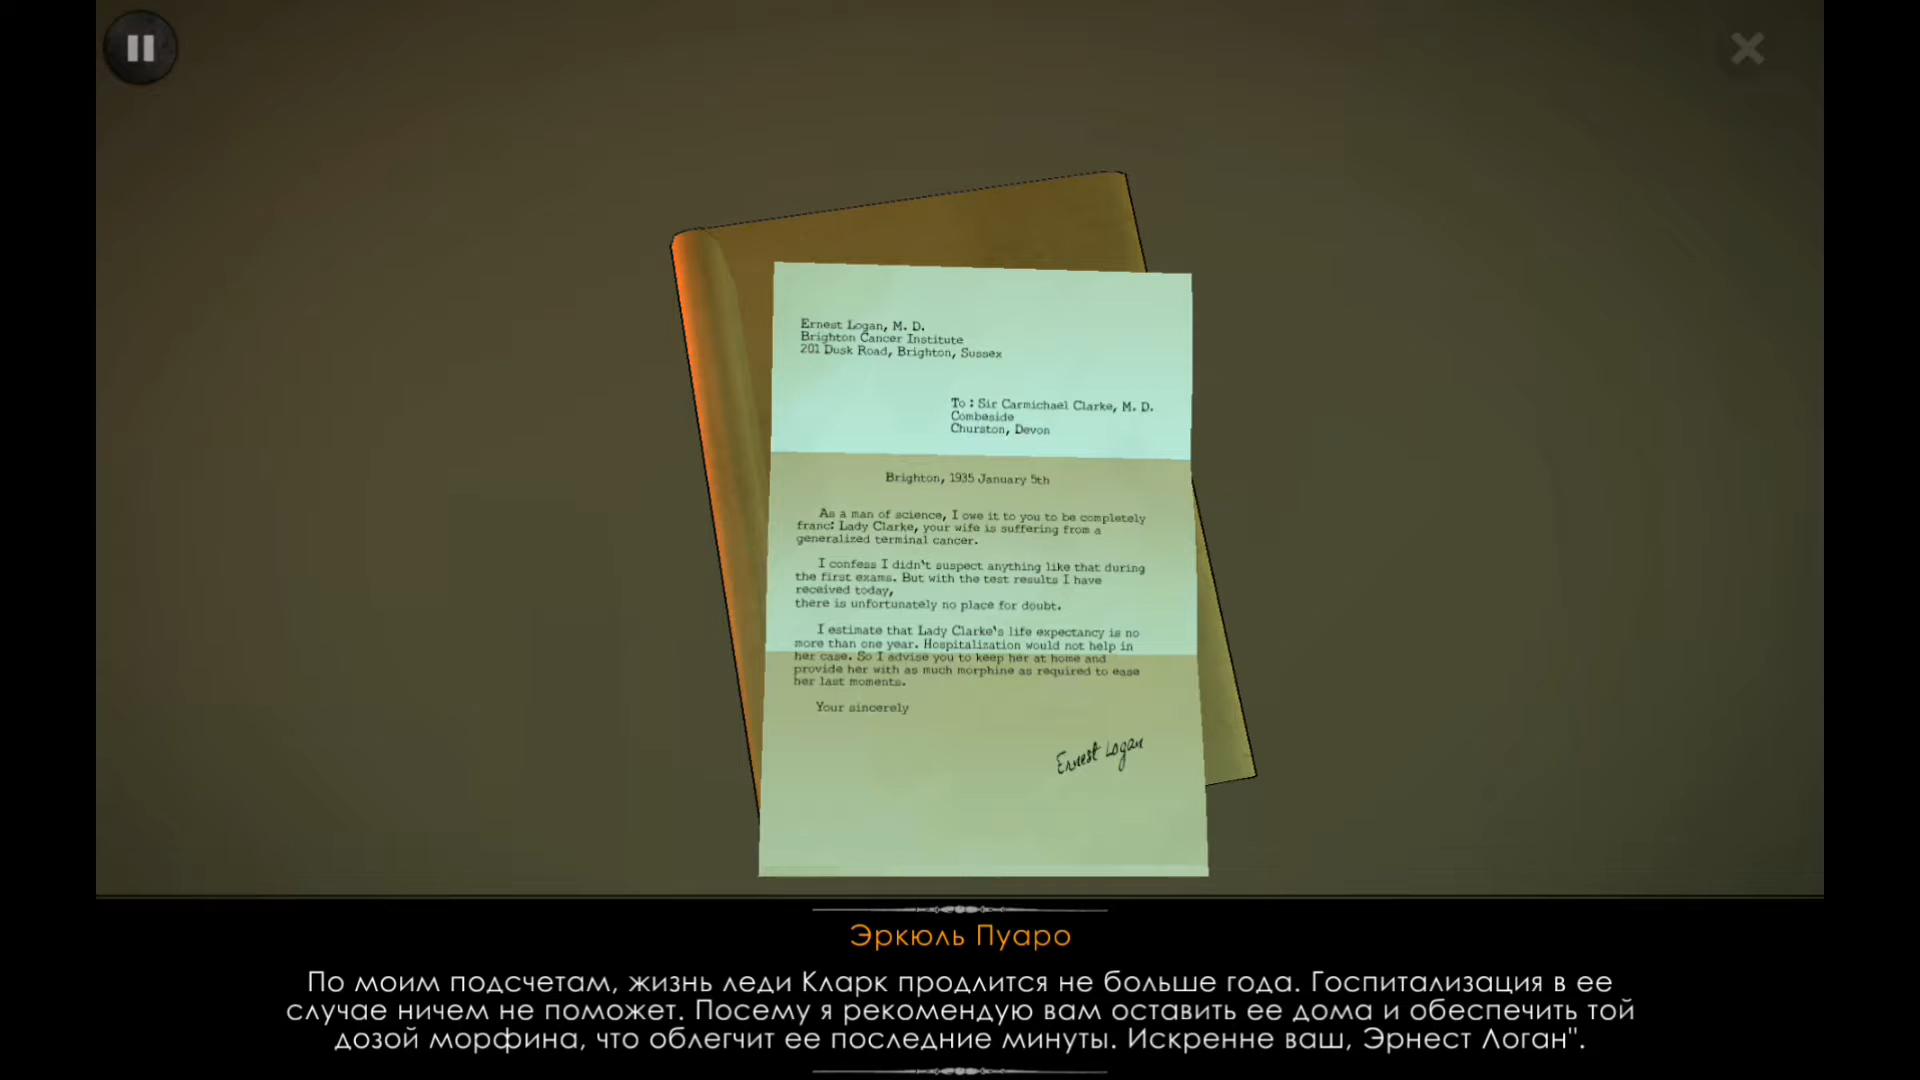 Ernest Logan, M. D.
Brighton Cancer Institute
201 Dusk Road, Brighton, Sussex
To : Sir Carmichael Clarke, M. D.
Combeside
Churston, Devon
Brighton, 1935 January 5th
As a man of science, I owe it to you to be completely
franc: Lady Clarke, your wife is suffering from a
generalized terminal cancer.
I confess I didn't suspect anything like that during
the first exams. But with the test results I have
received today,
there is unfortunately no place for doubt.
I estimate that Lady Clarke's life expectancy is no
more than one year. Hospitalization would not help in
her case. So I advise you to keep her at home and
provide her with as much morphine as required to ease
her last moments.
Your sincerely
Ernest Logan
Эркюль Пуаро
По моим подсчетам, жизнь леди Кларк продлится не больше года. Госпитализация в ее
случае ничем не поможет. Посему я рекомендую вам оставить ее дома и обеспечить той
дозой морфина, что облегчит ее последние минуты. Искренне ваш, Эрнест Логан".